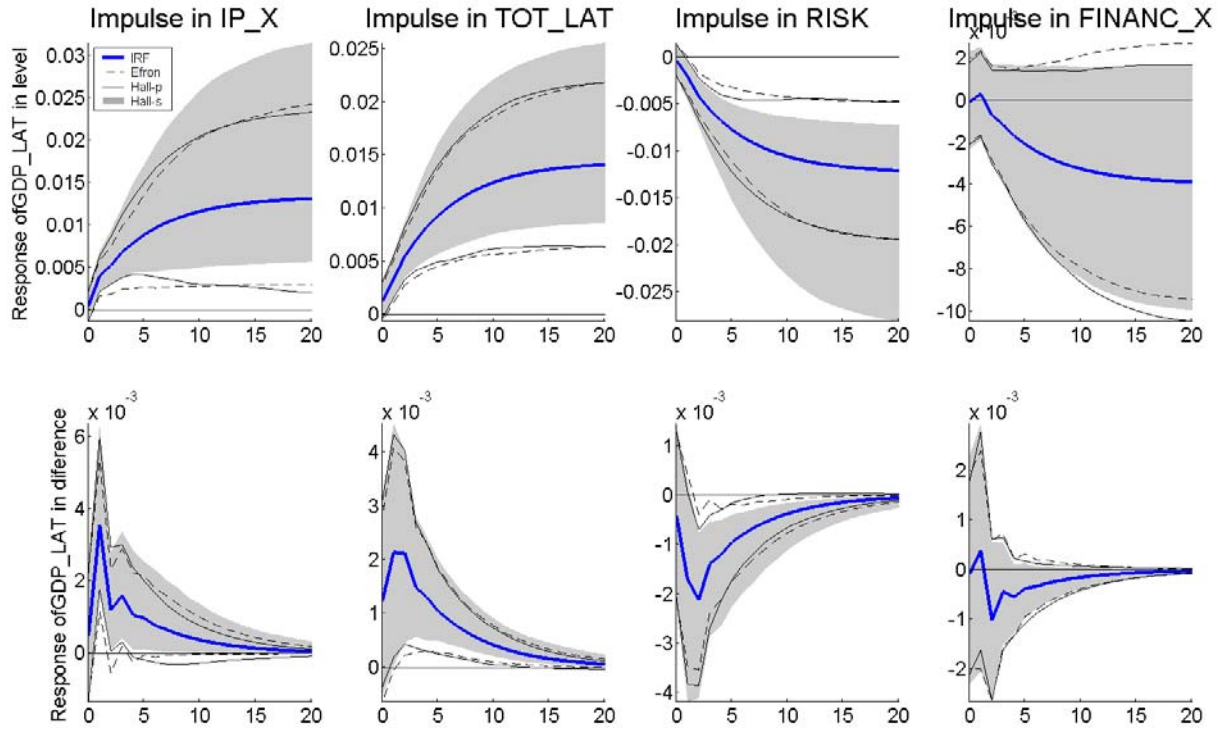 Impulse in IP_X
Impulse in TOT_LAT
Impulse in RISK
Impulse in FINANC_X
Response ofGDP_LAT in level
0.03
0.025
0.02
0.015
0.01
0.005
0
IRF
Efron
Hall-p
Hall-s
0 5 10 15 20
0.025
0.02
0.015
0.01
0.005
0
0 5 10 15 20
0
-0.005
-0.01
-0.015
-0.02
-0.025
0 5 10 15 20
x 10
2
0
-2
-4
-6
-8
-10
0 5 10 15 20
Response ofGDP_LAT in diference
x 10-3
6
4
2
0
0 5 10 15 20
x 10-3
4
3
2
1
0
0 5 10 15 20
x 10-3
1
0
-1
-2
-3
-4
0 5 10 15 20
x 10-3
2
1
0
-1
-2
0 5 10 15 20